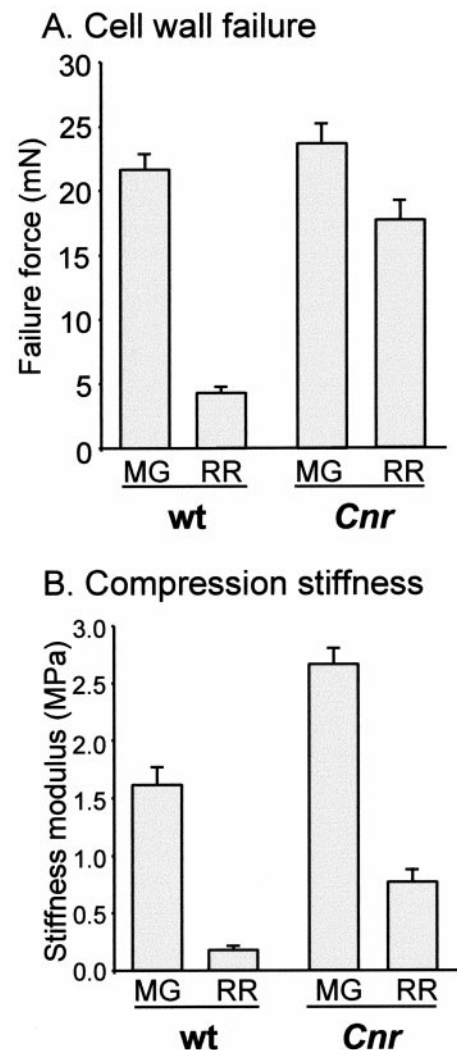 A. Cell wall failure
Failure force (mN)
30
25
20
15
10
5
0
MG RR MG RR
wt Cnr
B. Compression stiffness
Stiffness modulus (MPa)
3.0
2.5
2.0
1.5
1.0
0.5
0.0
MG RR MG RR
wt Cnr